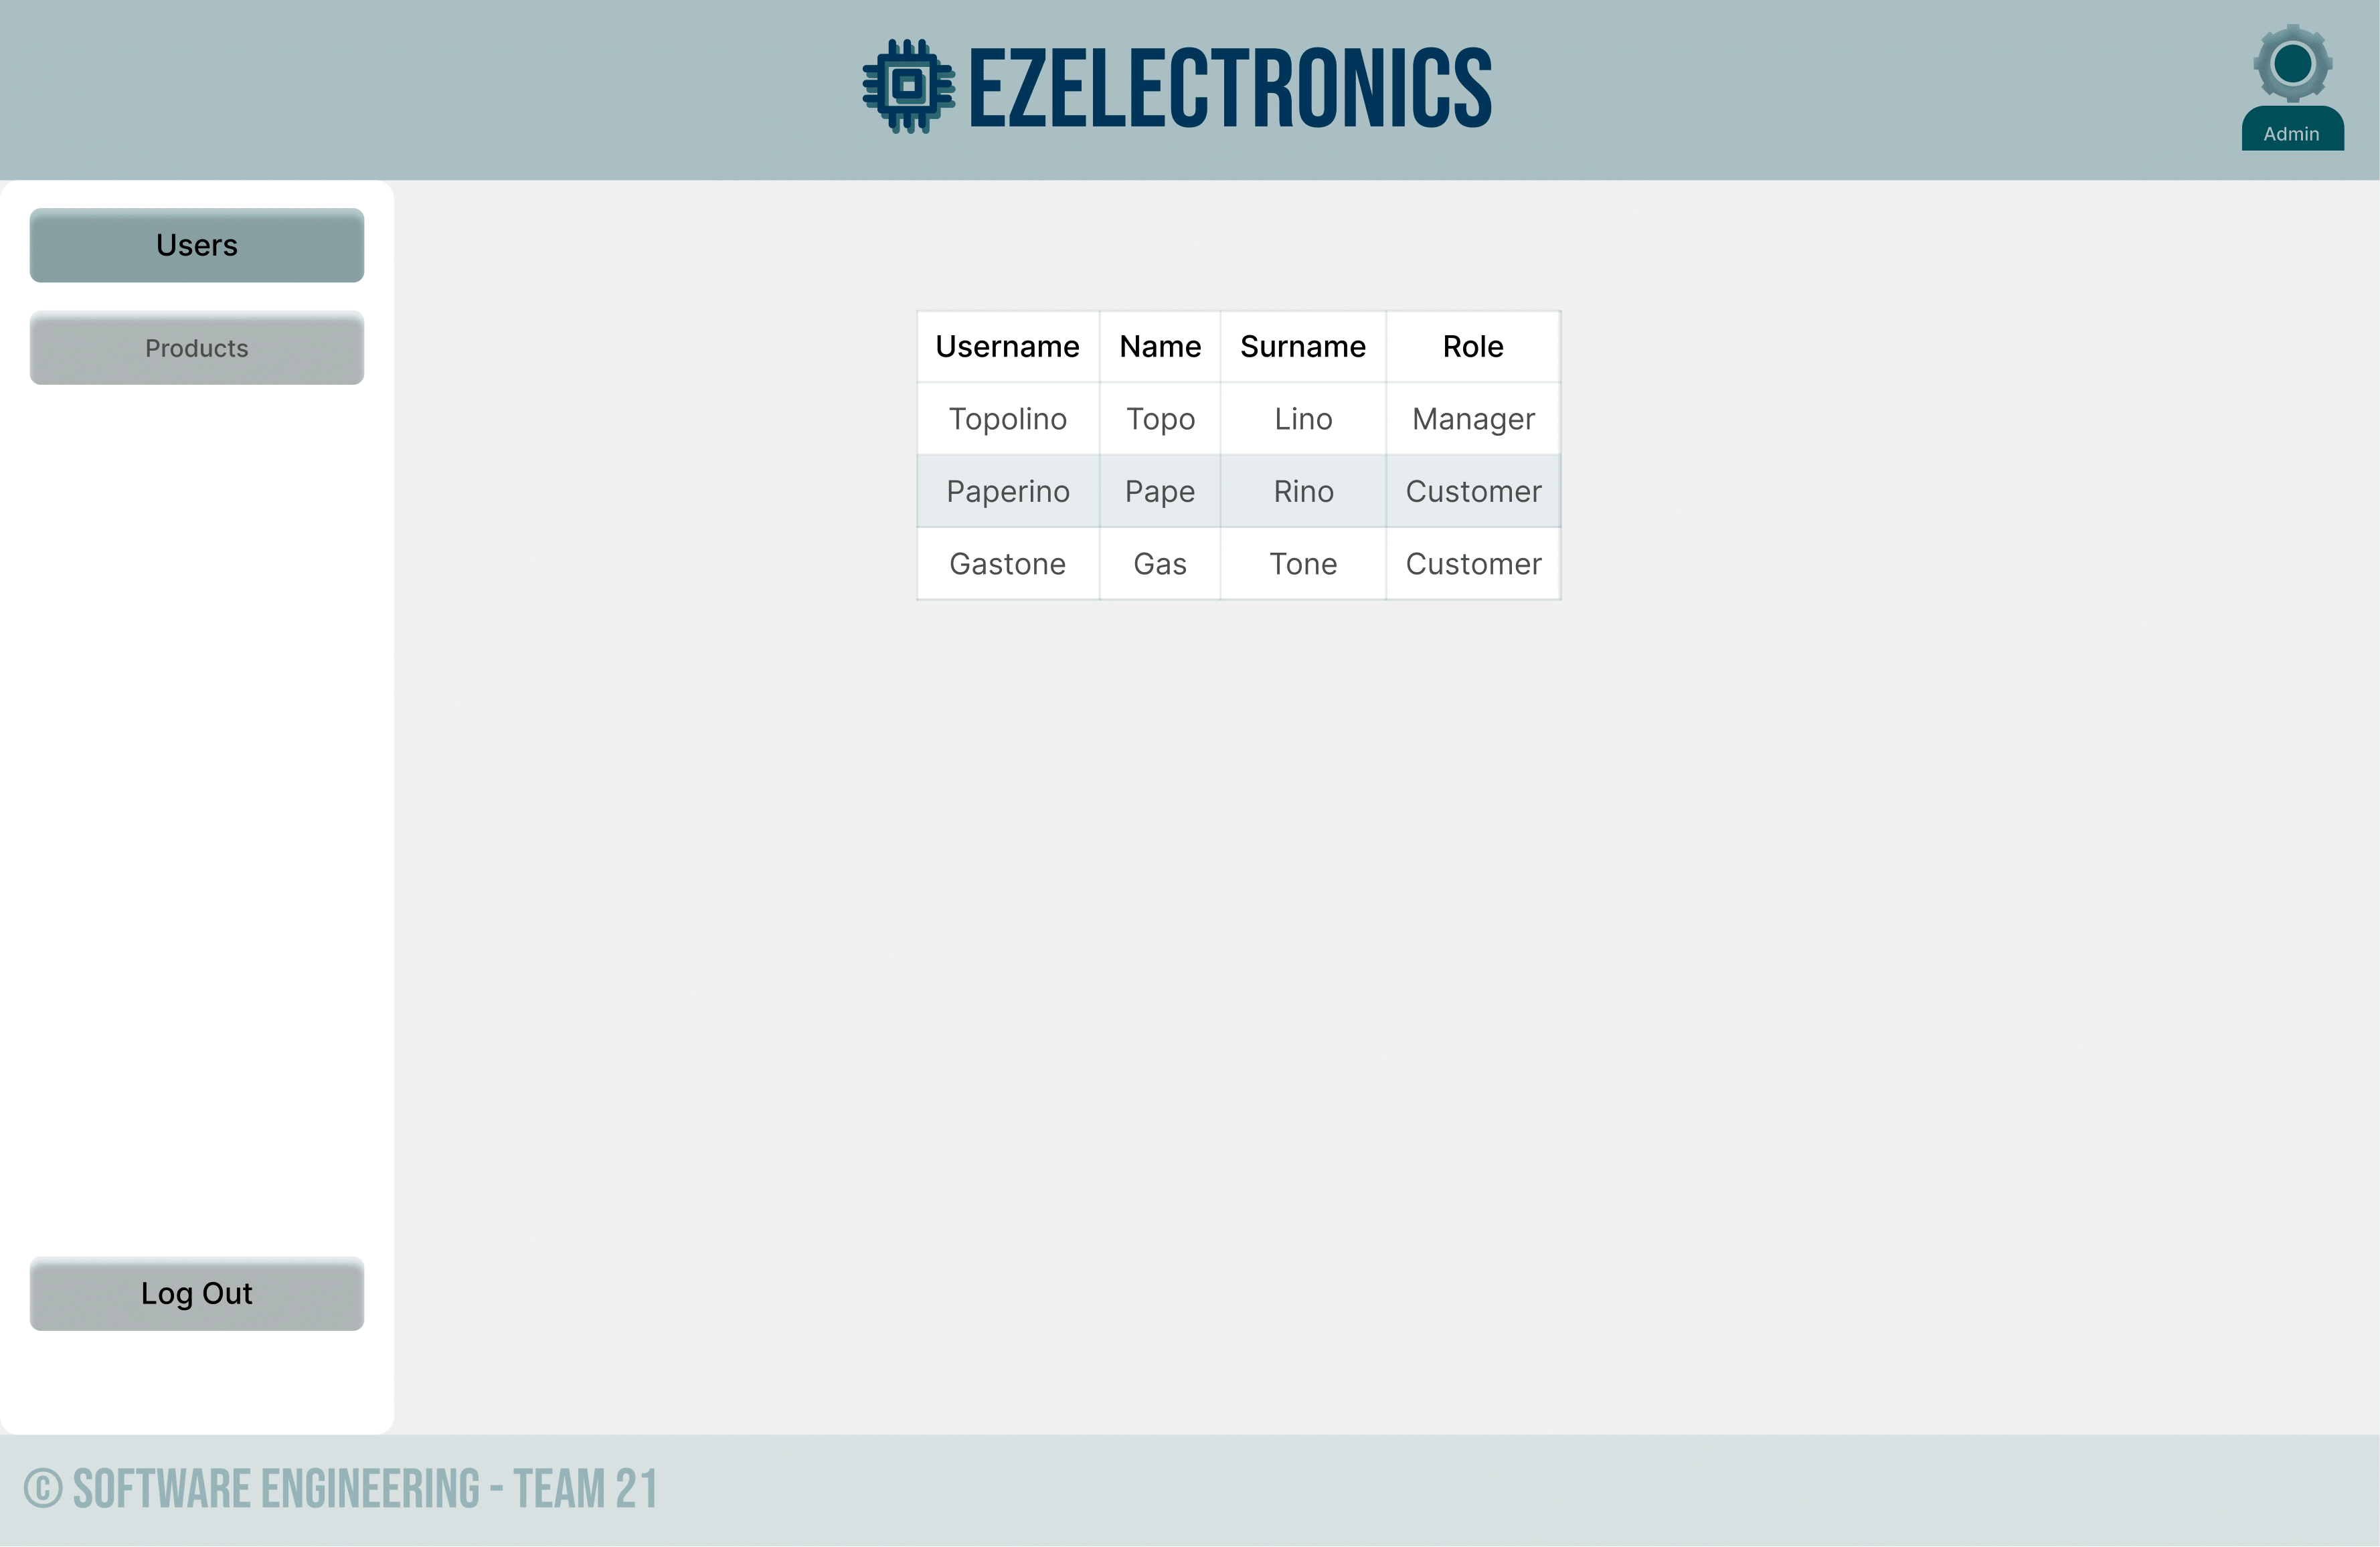 EZELECTRONICS
Admin
Users
Products
Username Name Surname Role
Topolino Topo Lino Manager
Paperino Pape Rino Customer
Gastone Gas Tone Customer
Log Out
© SOFTWARE ENGINEERING - TEAM 21